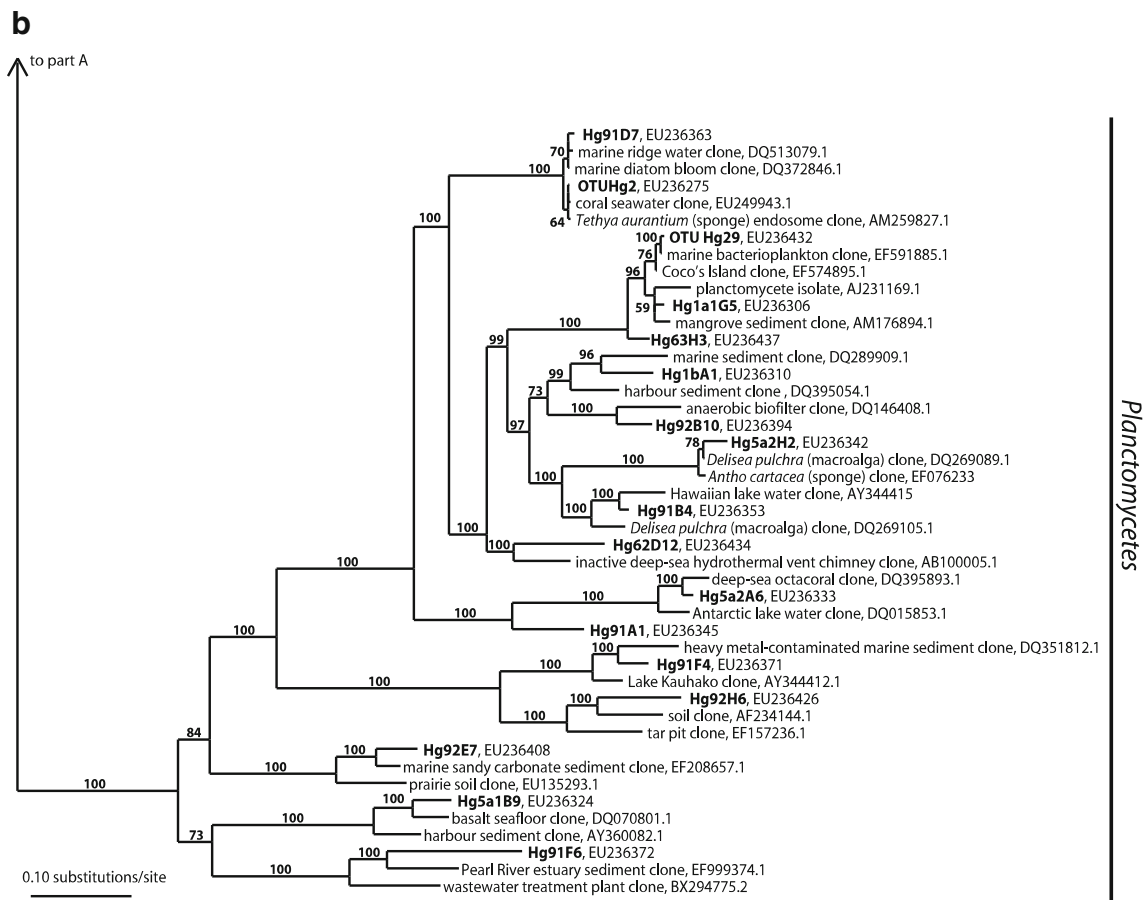 b
to part A
Hg91D7, EU236363
70
marine ridge water clone, DQ513079.1
100
marine diatom bloom clone, DQ372846.1
OTUHg2, EU236275
coral seawater clone, EU249943.1
64
Tethya aurantium (sponge) endosome clone, AM259827.1
100
100
OTU Hg29, EU236432
76
marine bacterioplankton clone, EF591885.1
96
Coco's Island clone, EF574895.1
planctomycete isolate, AJ231169.1
59
Hg1a1G5, EU236306
100
mangrove sediment clone, AM176894.1
99
Hg63H3, EU236437
96
marine sediment clone, DQ289909.1
99
Hg1bA1, EU236310
73
harbour sediment clone , DQ395054.1
100
anaerobic biofilter clone, DQ146408.1
97
Hg92B10, EU236394
78
Hg5a2H2, EU236342
100
Delisea pulchra (macroalga) clone, DQ269089.1
100
Antho cartacea (sponge) clone, EF076233
100
Hawaiian lake water clone, AY344415
100
Hg91B4, EU236353
100
Delisea pulchra (macroalga) clone, DQ269105.1
100
Hg62D12, EU236434
inactive deep-sea hydrothermal vent chimney clone, AB100005.1
100
100
deep-sea octacoral clone, DQ395893.1
100
Hg5a2A6, EU236333
100
Antarctic lake water clone, DQ015853.1
100
Hg91A1, EU236345
100
heavy metal-contaminated marine sediment clone, DQ351812.1
100
Hg91F4, EU236371
100
Lake Kauhako clone, AY344412.1
100
Hg92H6, EU236426
100
soil clone, AF234144.1
tar pit clone, EF157236.1
84
100
Hg92E7, EU236408
100
marine sandy carbonate sediment clone, EF208657.1
100
prairie soil clone, EU135293.1
100
Hg5a1B9, EU236324
100
basalt seafloor clone, DQ070801.1
73
harbour sediment clone, AY360082.1
100
Hg91F6, EU236372
100
Pearl River estuary sediment clone, EF999374.1
wastewater treatment plant clone, BX294775.2
0.10 substitutions/site
Planctomycetes